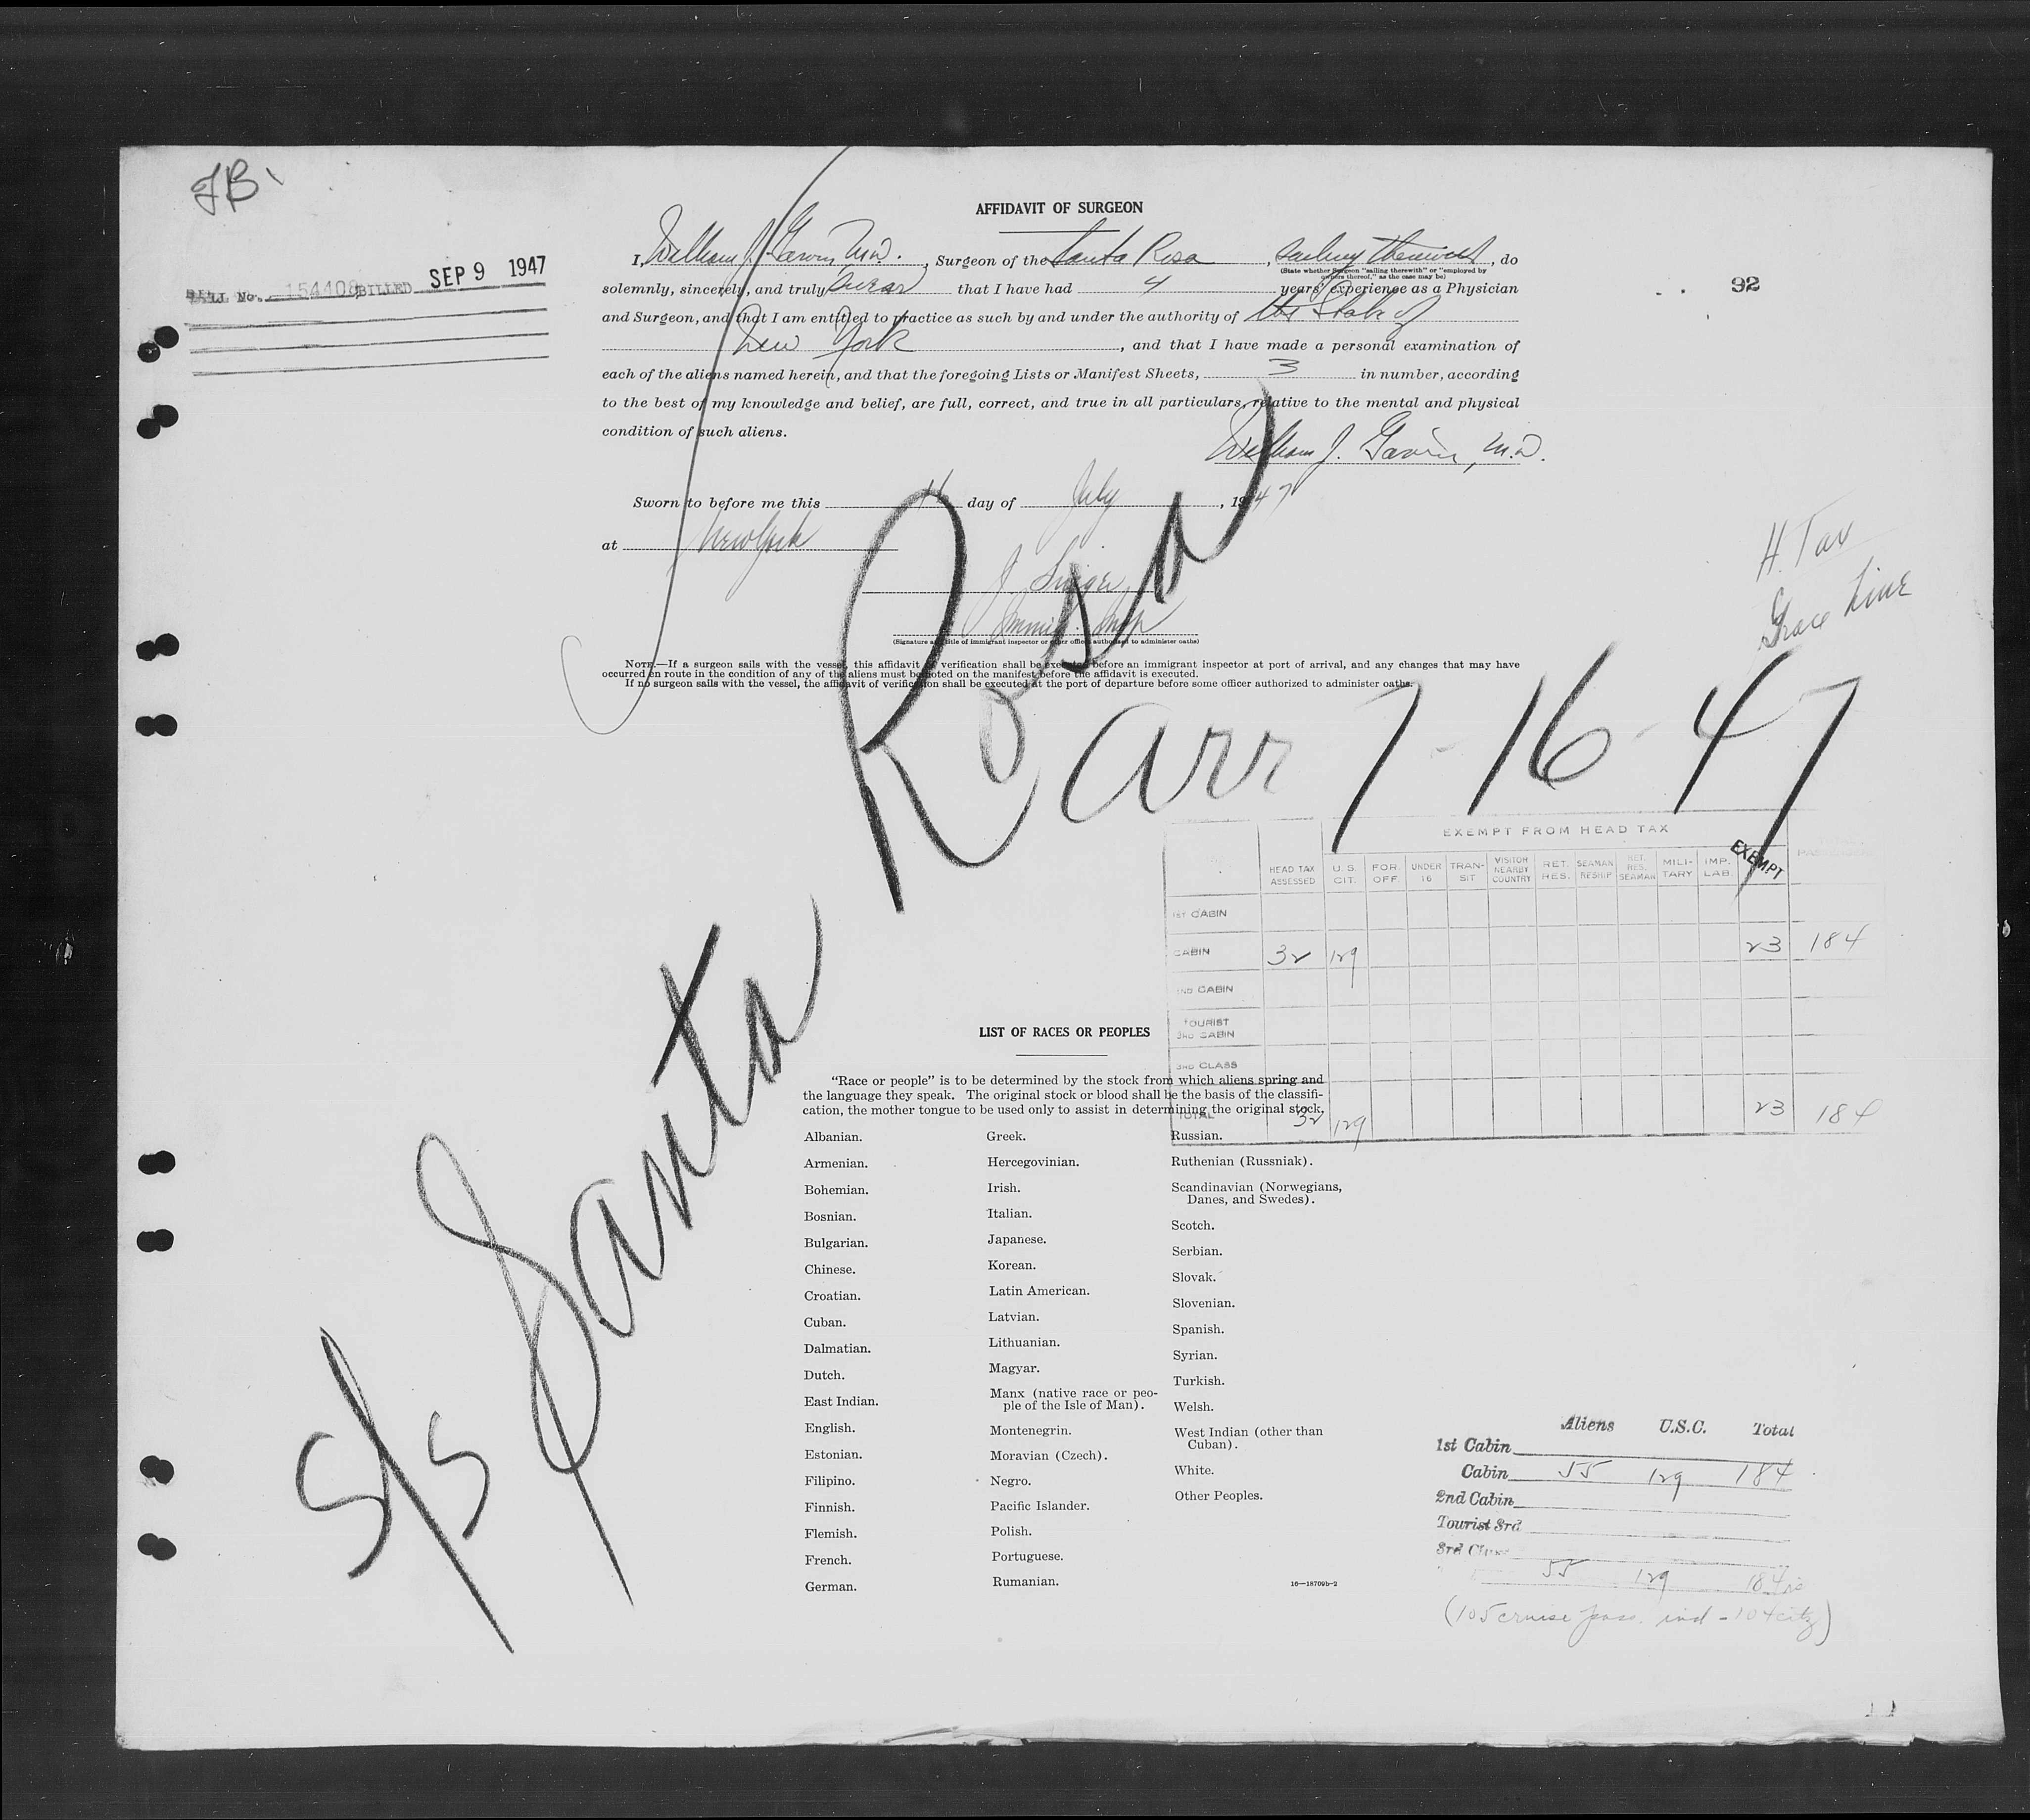 JB
BILL No. 154408 BILLED SEP 9 1947
92
AFFIDAVIT OF SURGEON
I, William J. Gavin, M.D., Surgeon of the Santa Rosa, sailing therewith, do
(State whether Surgeon "sailing therewith" or "employed by
owners thereof," as the case may be)
solemnly, sincerely, and truly swear that I have had 4 years' experience as a Physician
and Surgeon, and that I am entitled to practice as such by and under the authority of the State of
New York, and that I have made a personal examination of
each of the aliens named herein, and that the foregoing Lists or Manifest Sheets, 3 in number, according
to the best of my knowledge and belief, are full, correct, and true in all particulars, relative to the mental and physical
condition of such aliens.
William J. Gavin, M.D.
Sworn to before me this 16 day of July, 1947
at New York
J. Singer
Immig. Insp
(Signature and title of immigrant inspector or other officer authorized to administer oaths)
NOTE.—If a surgeon sails with the vessel, this affidavit of verification shall be executed before an immigrant inspector at port of arrival, and any changes that may have
occurred en route in the condition of any of the aliens must be noted on the manifest before the affidavit is executed.
If no surgeon sails with the vessel, the affidavit of verification shall be executed at the port of departure before some officer authorized to administer oaths.
H. Tax
Grace Line
S/S Santa Rosa
arr 7-16-47
EXEMPT FROM HEAD TAX
HEAD TAX ASSESSED U.S. CIT. FOR. OFF. UNDER 16 TRANSIT VISITOR NEARBY COUNTRY RET. RES. SEAMAN RESHIP RET. RES. SEAMAN MILITARY IMP. LAB. EXEMPT
1ST CABIN
CABIN 32 129 23 184
2ND CABIN
TOURIST
3RD CABIN
3RD CLASS
TOTAL 32 129 23 184
LIST OF RACES OR PEOPLES
"Race or people" is to be determined by the stock from which aliens spring and
the language they speak. The original stock or blood shall be the basis of the classifi-
cation, the mother tongue to be used only to assist in determining the original stock.
Albanian.
Armenian.
Bohemian.
Bosnian.
Bulgarian.
Chinese.
Croatian.
Cuban.
Dalmatian.
Dutch.
East Indian.
English.
Estonian.
Filipino.
Finnish.
Flemish.
French.
German.
Greek.
Hercegovinian.
Irish.
Italian.
Japanese.
Korean.
Latin American.
Latvian.
Lithuanian.
Magyar.
Manx (native race or peo-
ple of the Isle of Man).
Montenegrin.
Moravian (Czech).
Negro.
Pacific Islander.
Polish.
Portuguese.
Rumanian.
Russian.
Ruthenian (Russniak).
Scandinavian (Norwegians,
Danes, and Swedes).
Scotch.
Serbian.
Slovak.
Slovenian.
Spanish.
Syrian.
Turkish.
Welsh.
West Indian (other than
Cuban).
White.
Other Peoples.
16—18709b-2
Aliens U.S.C. Total
1st Cabin
Cabin 55 129 184
2nd Cabin
Tourist 3rd
3rd Class
55 129 184
(105 cruise pass. incl - 104 citz)